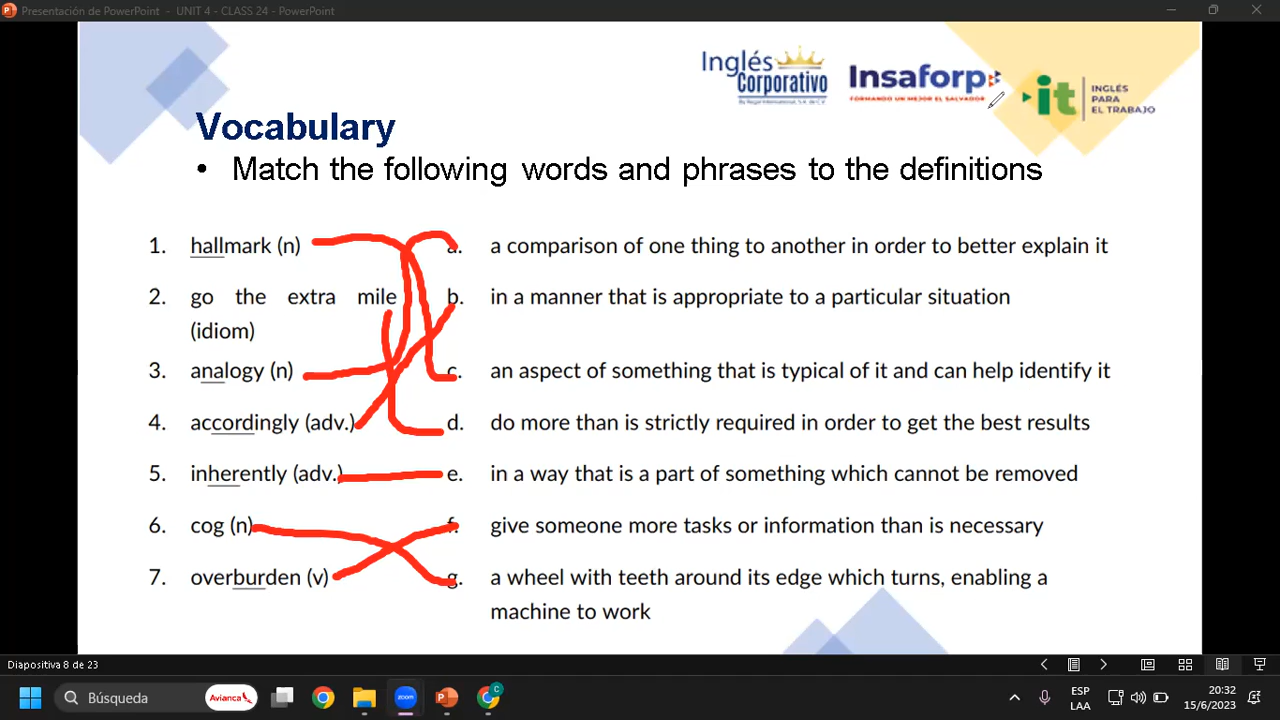 Presentación de PowerPoint - UNIT 4 - CLASS 24 - PowerPoint
Inglés Corporativo
By Regal International, S.A. de C.V.
Insaforp
FORMANDO UN MEJOR EL SALVADOR
it INGLÉS PARA EL TRABAJO
Vocabulary
• Match the following words and phrases to the definitions
1. hallmark (n) a. a comparison of one thing to another in order to better explain it
2. go the extra mile b. in a manner that is appropriate to a particular situation
(idiom)
3. analogy (n) c. an aspect of something that is typical of it and can help identify it
4. accordingly (adv.) d. do more than is strictly required in order to get the best results
5. inherently (adv.) e. in a way that is a part of something which cannot be removed
6. cog (n) f. give someone more tasks or information than is necessary
7. overburden (v) g. a wheel with teeth around its edge which turns, enabling a
machine to work
Diapositiva 8 de 23
Búsqueda Avianca zoom C ESP 20:32
LAA 15/6/2023